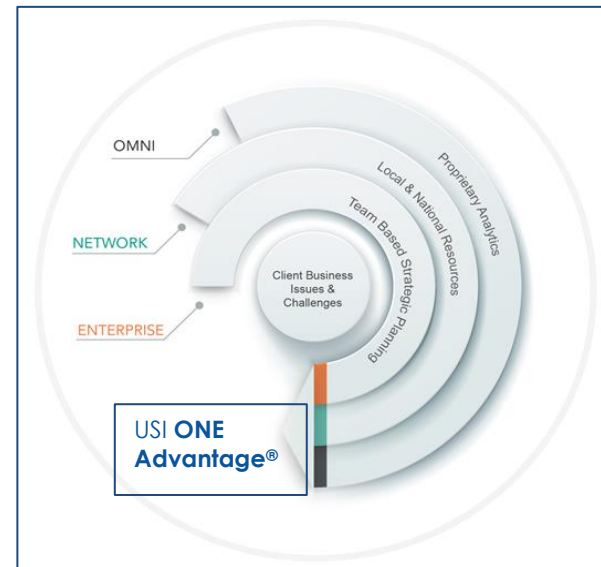 OMNI
NETWORK
ENTERPRISE
Proprietary Analytics
Local & National Resources
Team Based Strategic Planning
Client Business
Issues &
Challenges
USI ONE
Advantage®